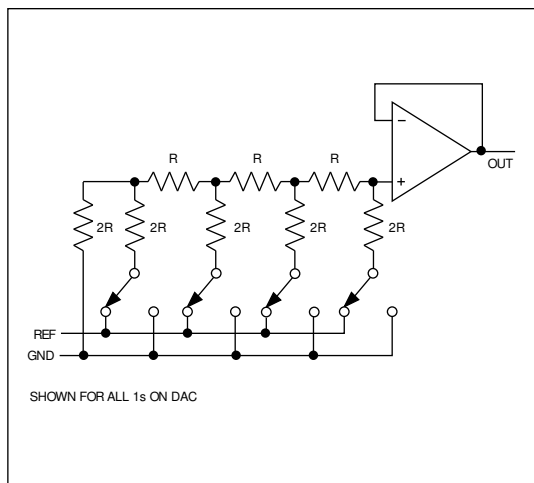 R R R
−
+
OUT
2R 2R 2R 2R 2R
REF
GND
SHOWN FOR ALL 1s ON DAC